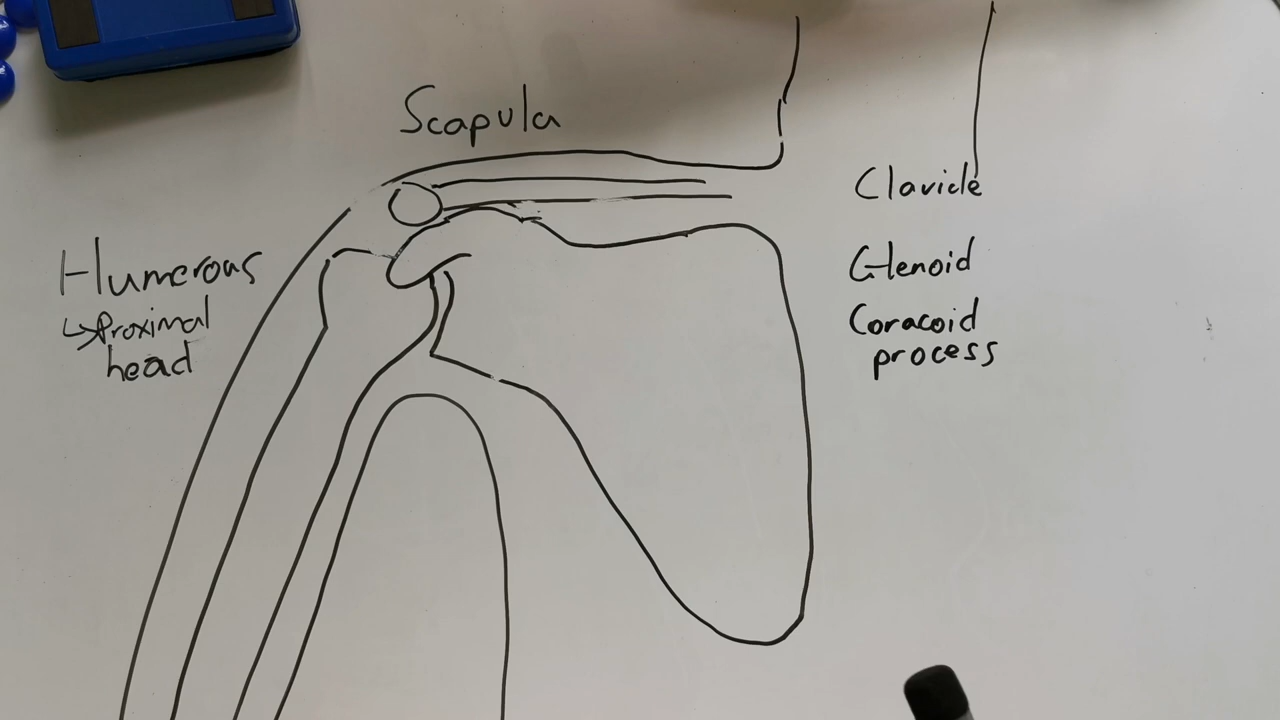 Scapula
Humerous
↳Proximal
head
Clavicle
Glenoid
Coracoid
process